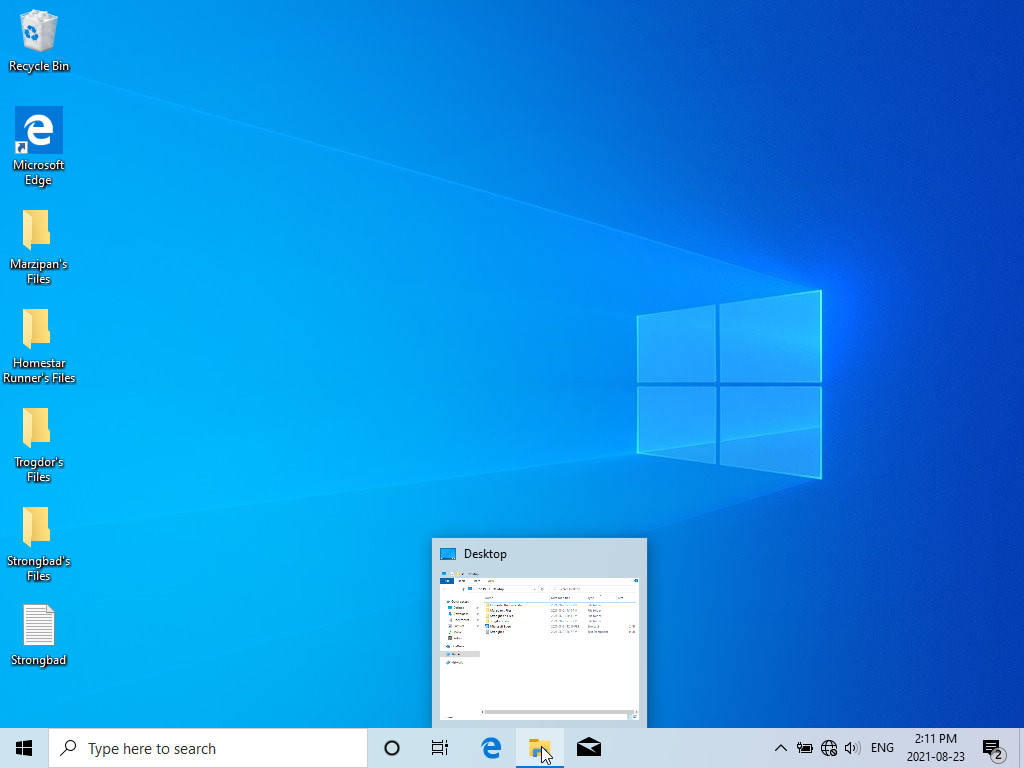 Recycle Bin
Microsoft
Edge
Marzipan's
Files
Homestar
Runner's Files
Trogdor's
Files
Strongbad's
Files
Strongbad
Desktop
Type here to search
ENG
2:11 PM
2021-08-23
2